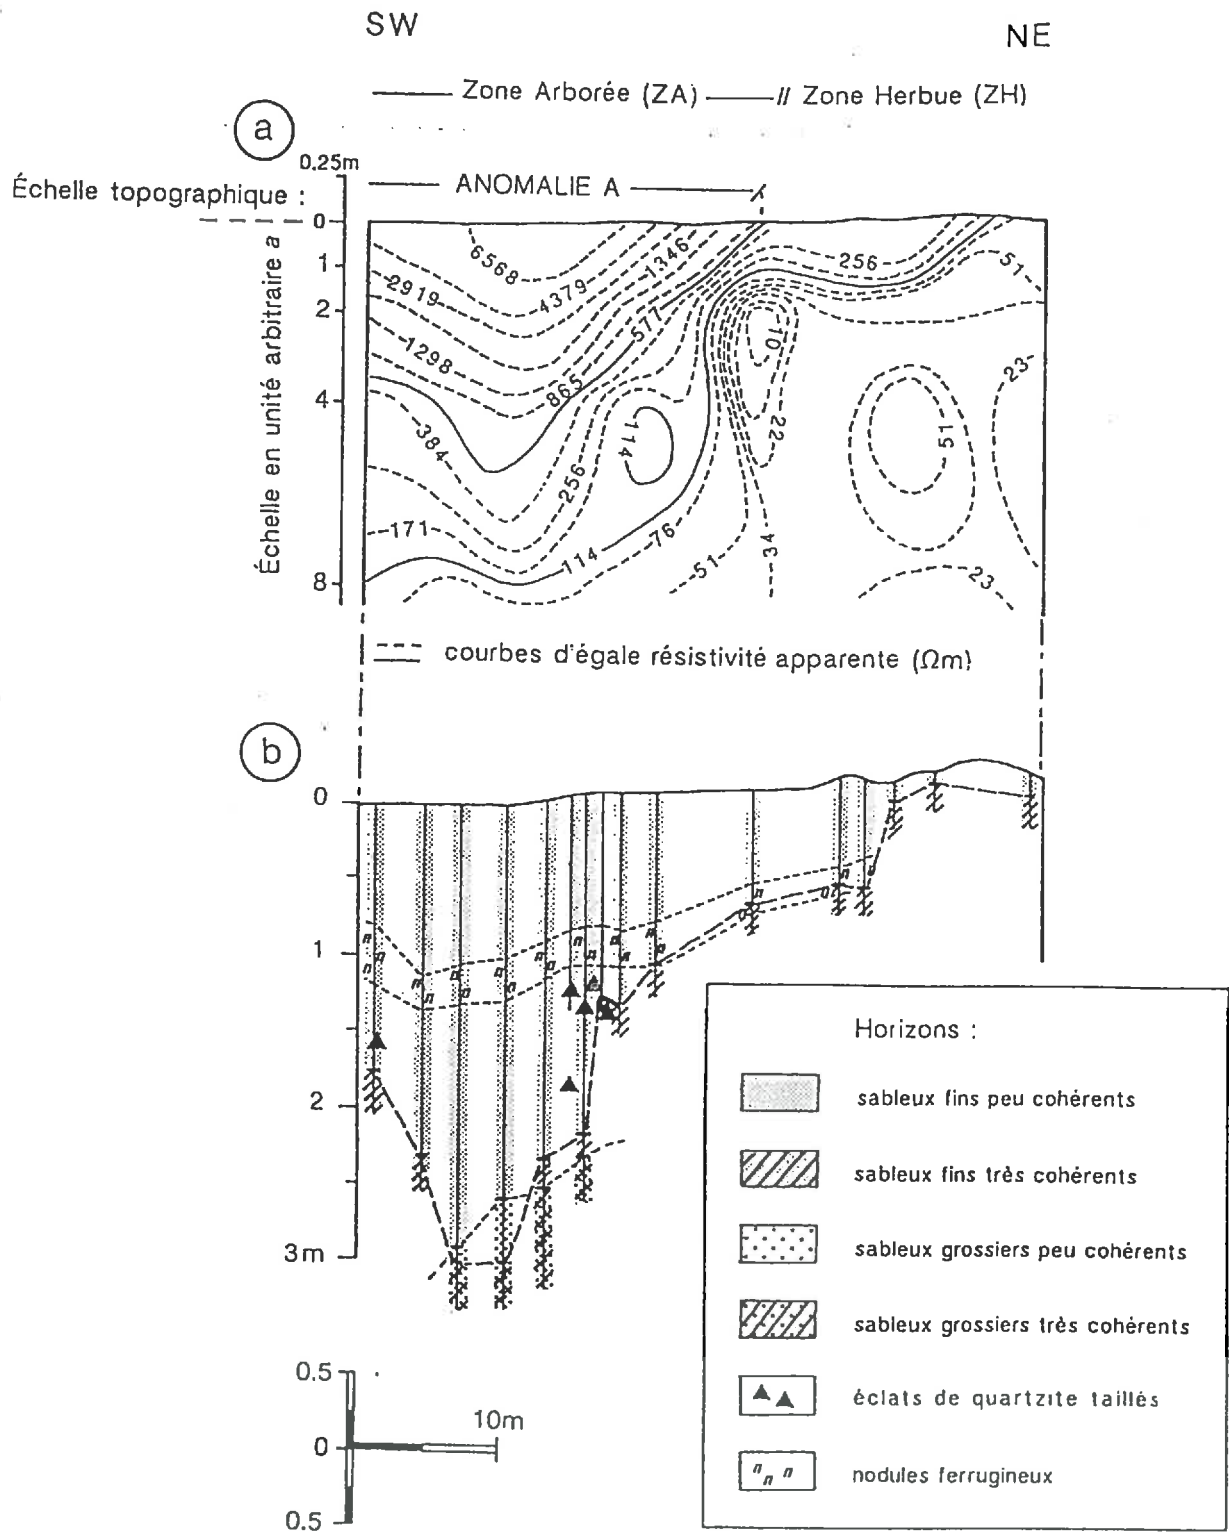 SW
NE
Zone Arborée (ZA) // Zone Herbue (ZH)
a
0.25m
Échelle topographique :
ANOMALIE A
0
1
2
4
8
Échelle en unité arbitraire a
6568
1346
4379
2919
577
1298
865
384
256
114
171
114
76
51
34
256
51
10
22
51
23
23
courbes d'égale résistivité apparente (Ωm)
b
0
1
2
3m
n n n n n n n n n n n n n n n n n n n n
Horizons :
sableux fins peu cohérents
sableux fins très cohérents
sableux grossiers peu cohérents
sableux grossiers très cohérents
éclats de quartzite taillés
n n n
nodules ferrugineux
0.5
10m
0
0.5